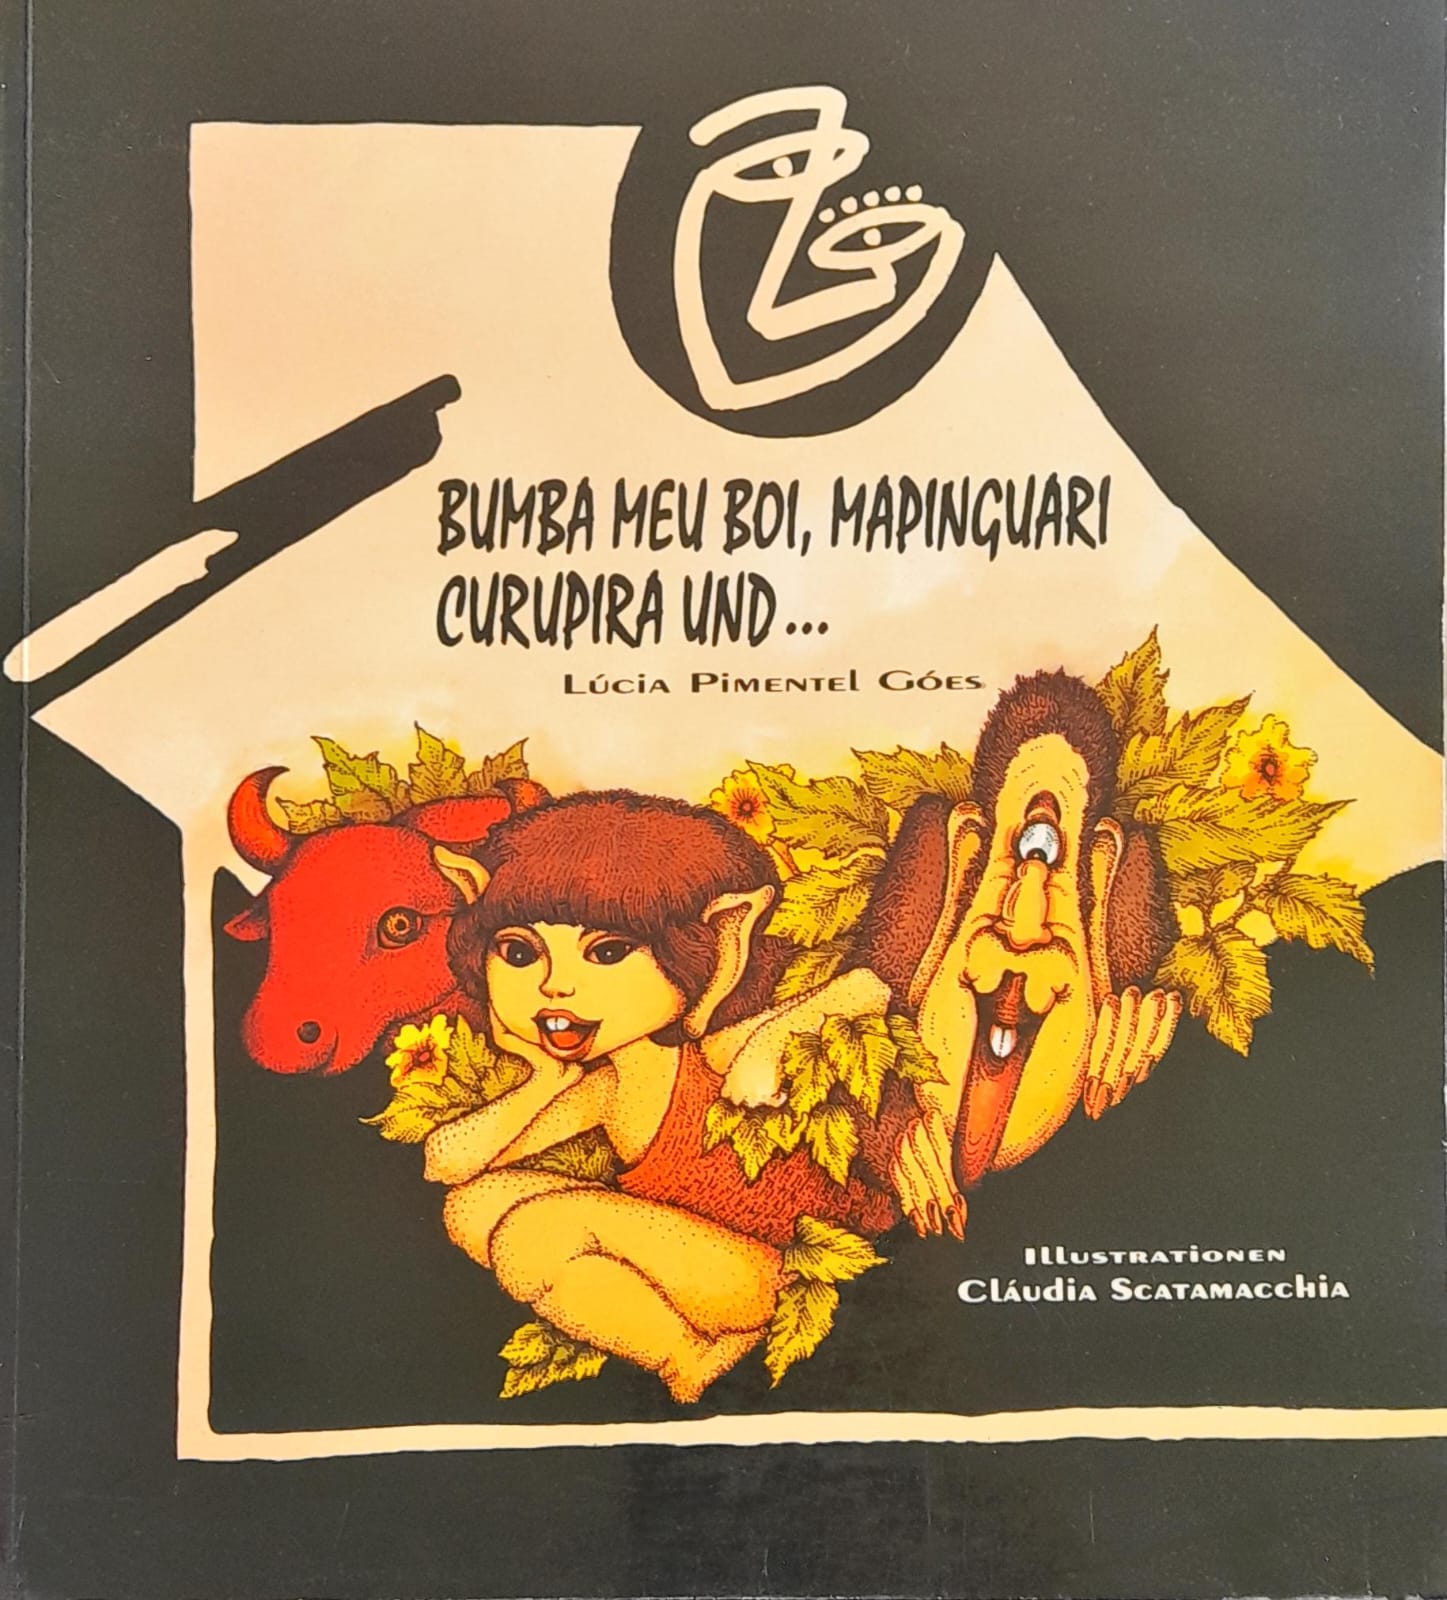 BUMBA MEU BOI, MAPINGUARI
CURUPIRA UND...
LÚCIA PIMENTEL GÓES
ILLUSTRATIONEN
CLÁUDIA SCATAMACCHIA